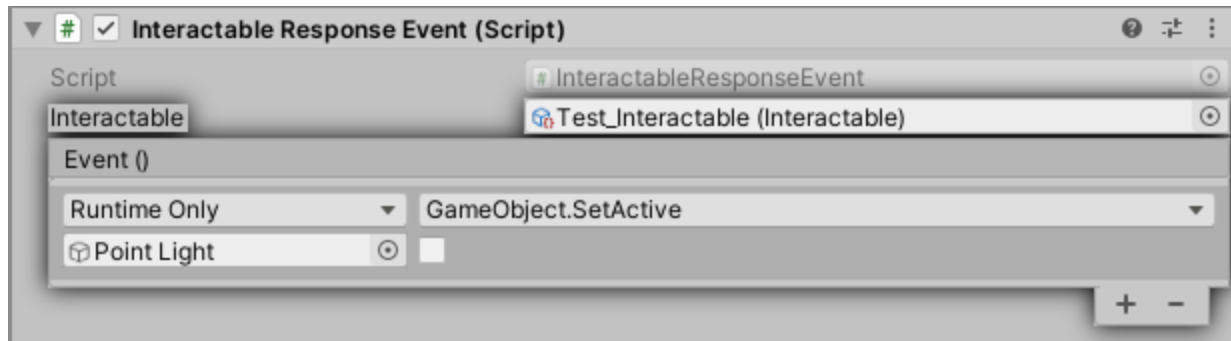 Interactable Response Event (Script)
Script InteractableResponseEvent
Interactable Test_Interactable (Interactable)
Event ()
Runtime Only GameObject.SetActive
Point Light
+ -